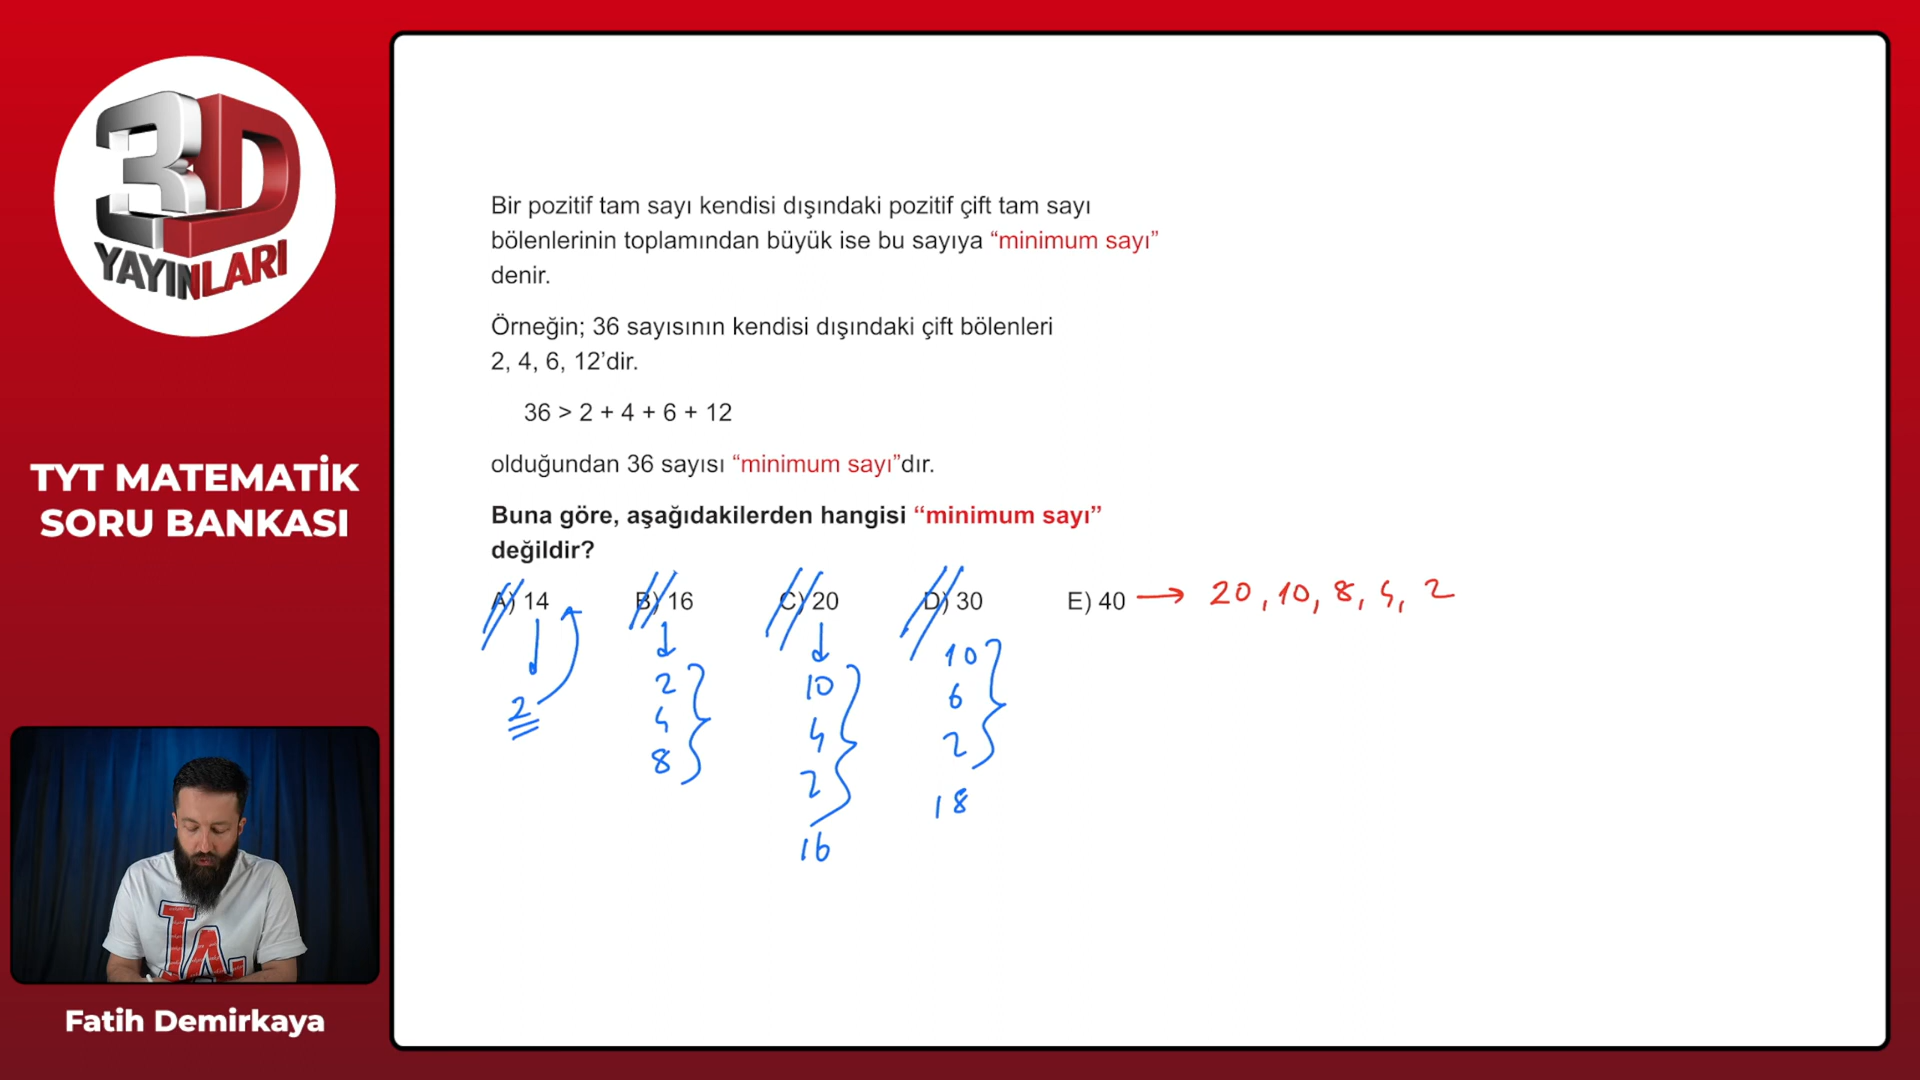 3D
YAYINLARI
TYT MATEMATİK
SORU BANKASI
Fatih Demirkaya
Bir pozitif tam sayı kendisi dışındaki pozitif çift tam sayı
bölenlerinin toplamından büyük ise bu sayıya “minimum sayı”
denir.
Örneğin; 36 sayısının kendisi dışındaki çift bölenleri
2, 4, 6, 12’dir.
36 > 2 + 4 + 6 + 12
olduğundan 36 sayısı “minimum sayı”dır.
Buna göre, aşağıdakilerden hangisi “minimum sayı”
değildir?
A) 14 B) 16 C) 20 D) 30 E) 40 → 20, 10, 8, 4, 2
2
2
4
8
10
4
2
16
10
6
2
18